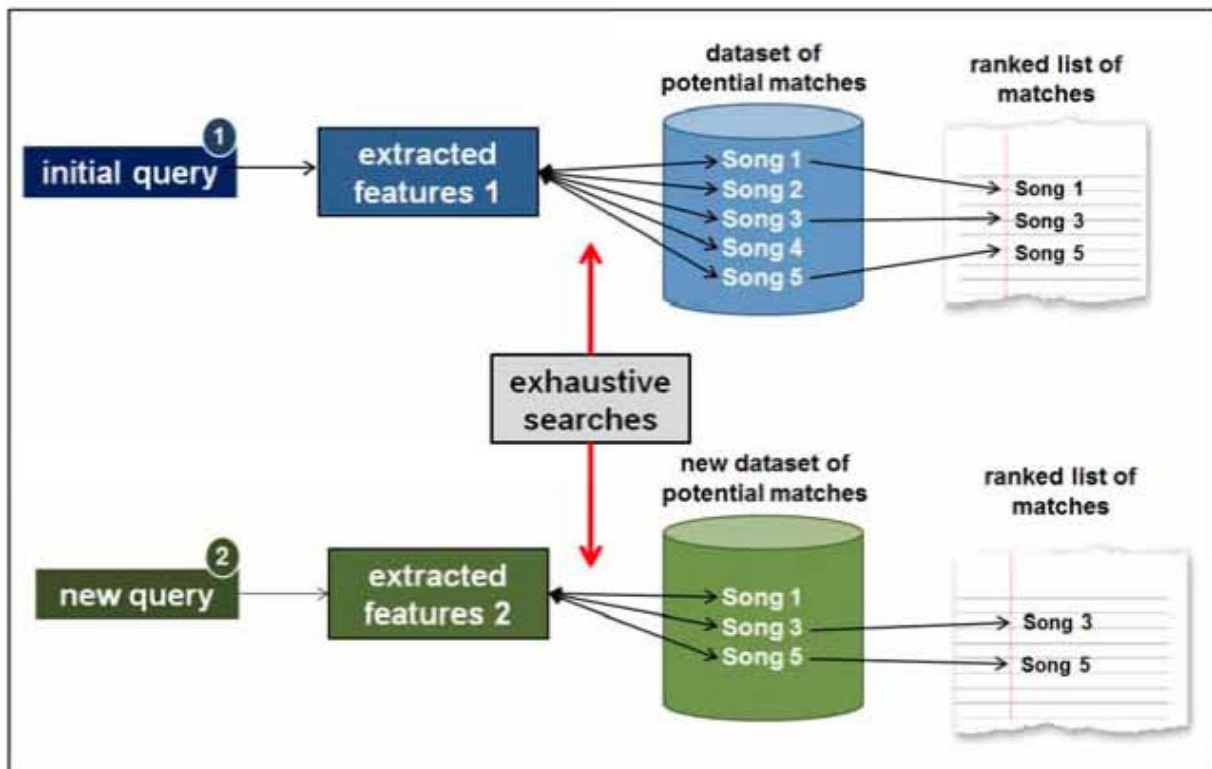 dataset of
potential matches
ranked list of
matches
1
initial query
extracted
features 1
Song 1
Song 2
Song 3
Song 4
Song 5
Song 1
Song 3
Song 5
exhaustive
searches
new dataset of
potential matches
ranked list of
matches
2
new query
extracted
features 2
Song 1
Song 3
Song 5
Song 3
Song 5